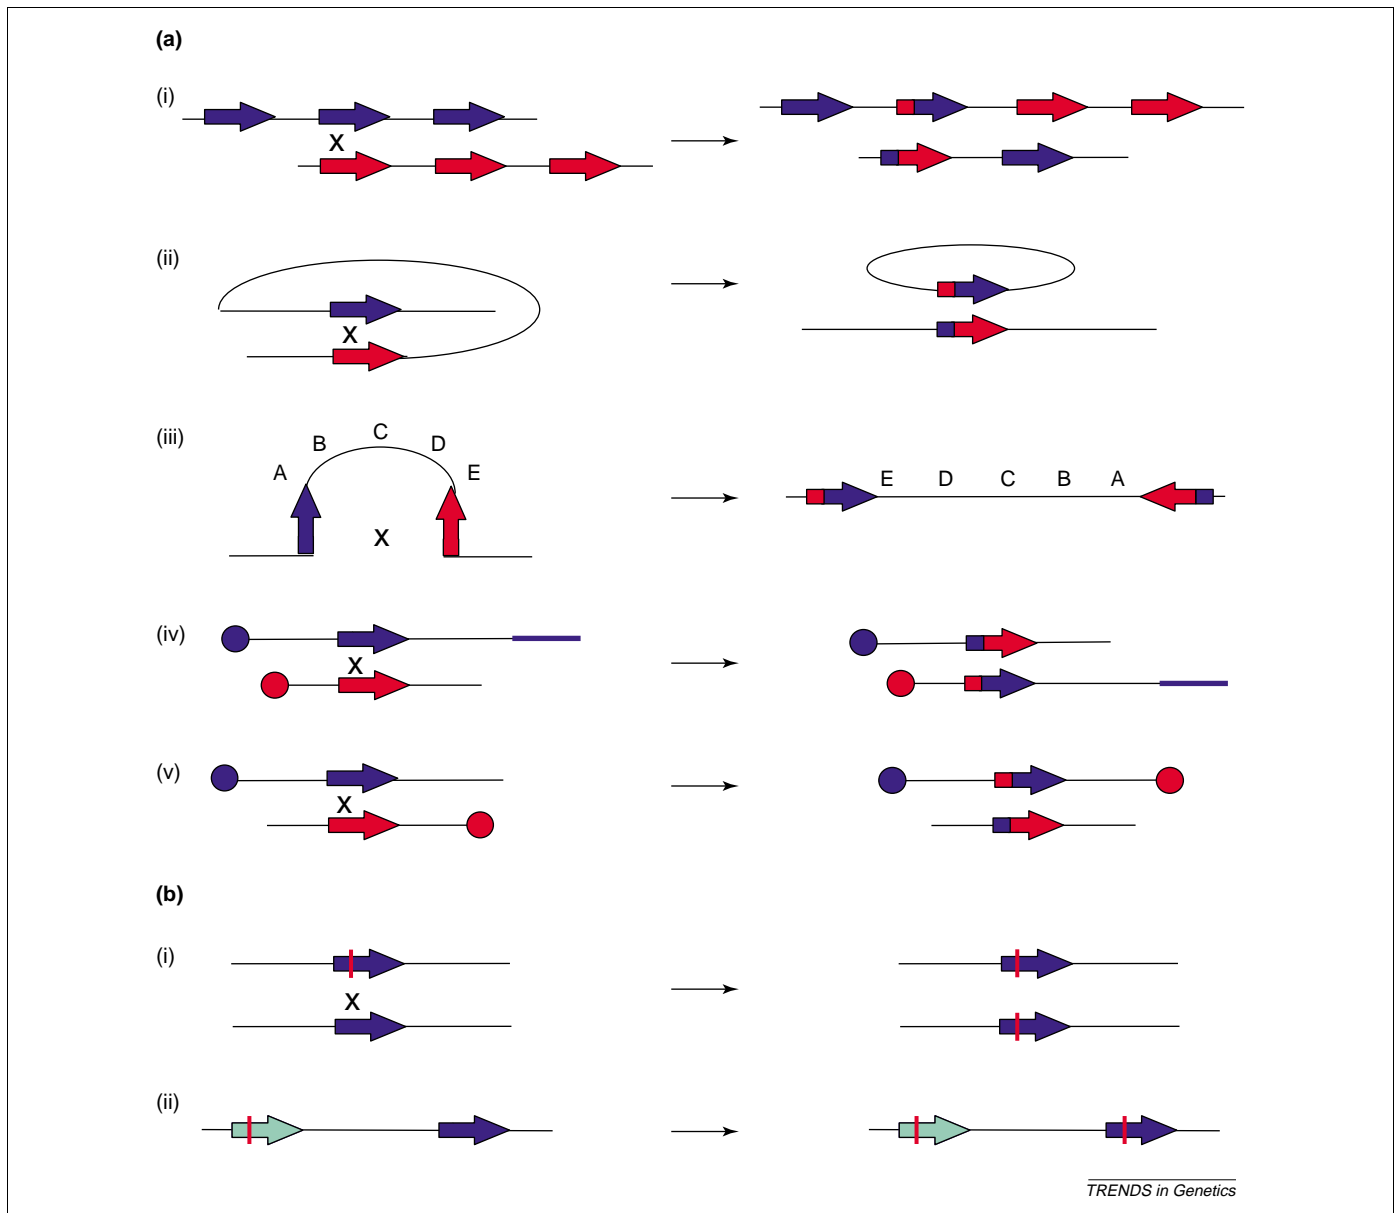 (a)
(i)
X
(ii)
X
(iii)
A B C D E
X
E D C B A
(iv)
X
(v)
X
(b)
(i)
X
(ii)
TRENDS in Genetics